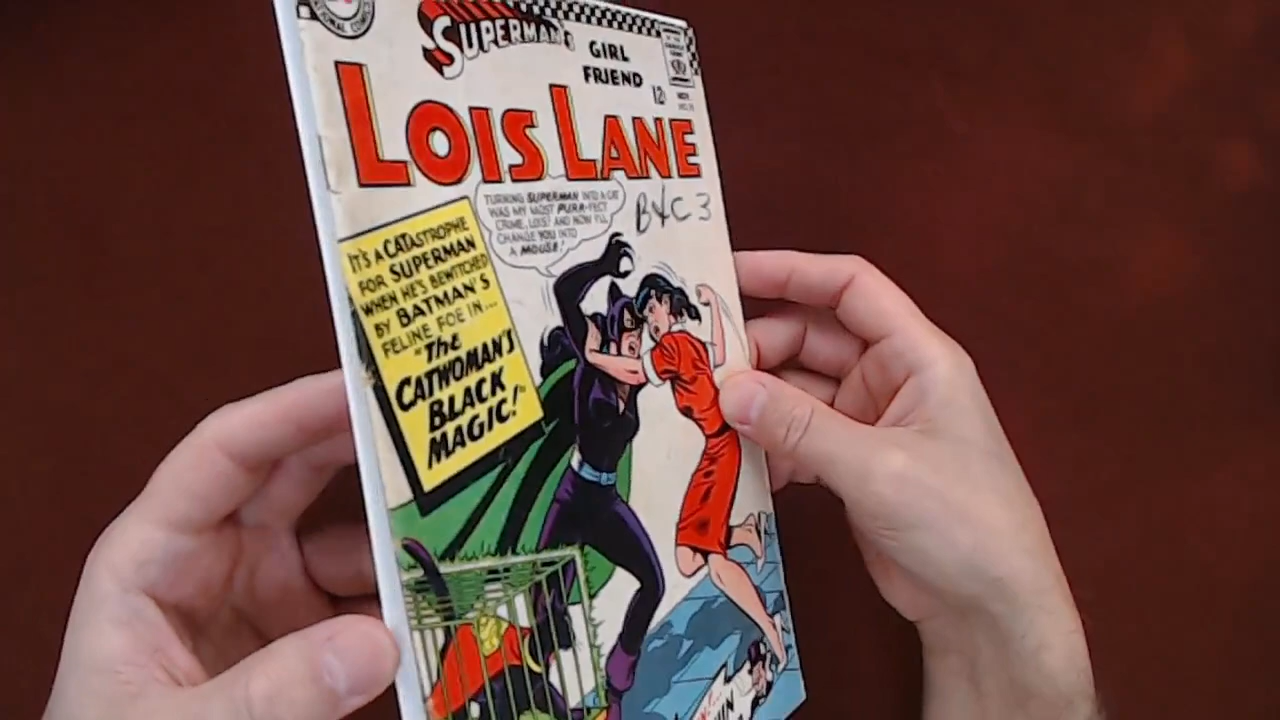 NATIONAL COMICS
SUPERMAN'S
GIRL
FRIEND
12
NOV.
LOIS LANE
TURNING SUPERMAN INTO A CAT
WAS MY MOST PURR-FECT
CRIME, LOIS! AND NOW I'LL
CHANGE YOU INTO
A MOUSE!
B&C 3
IT'S A CATASTROPHE
FOR SUPERMAN
WHEN HE'S BEWITCHED
BY BATMAN'S
FELINE FOE IN...
"The
CATWOMAN'S
BLACK
MAGIC!"